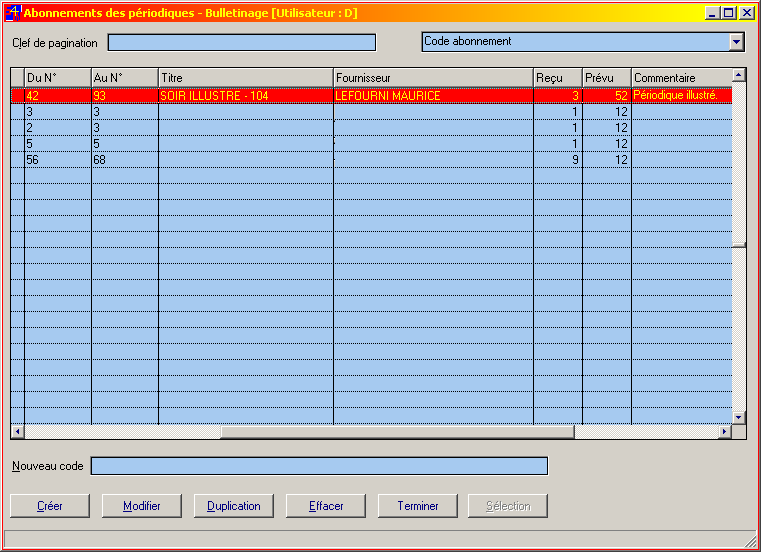 Abonnements des périodiques - Bulletinage [Utilisateur : D]
Clef de pagination
Code abonnement
Du N° Au N° Titre Fournisseur Reçu Prévu Commentaire
42 93 SOIR ILLUSTRE - 104 LEFOURNI MAURICE 3 52 Périodique illustré.
3 3 1 12
2 3 1 12
5 5 1 12
56 68 9 12
Nouveau code
Créer Modifier Duplication Effacer Terminer Sélection